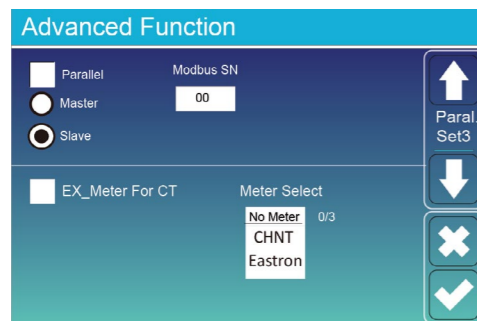 Advanced Function
Parallel
Modbus SN
Master
00
Slave
Paral.
Set3
EX_Meter For CT
Meter Select
No Meter 0/3
CHNT
Eastron